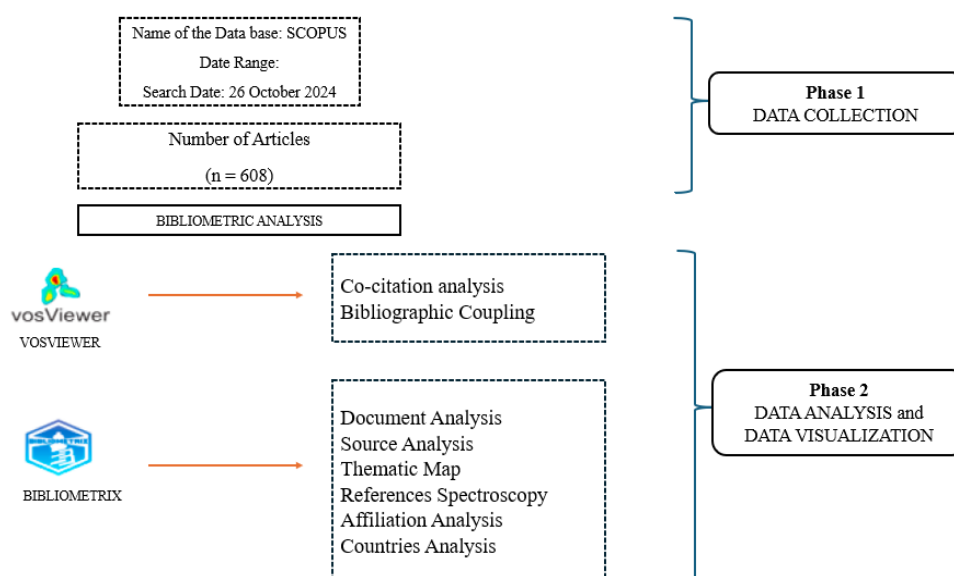 Name of the Data base: SCOPUS
Date Range:
Search Date: 26 October 2024
Phase 1
DATA COLLECTION
Number of Articles
(n = 608)
BIBLIOMETRIC ANALYSIS
vosViewer
VOSVIEWER
Co-citation analysis
Bibliographic Coupling
Phase 2
DATA ANALYSIS and
DATA VISUALIZATION
BIBLIOMETRIX
BIBLIOMETRIX
Document Analysis
Source Analysis
Thematic Map
References Spectroscopy
Affiliation Analysis
Countries Analysis